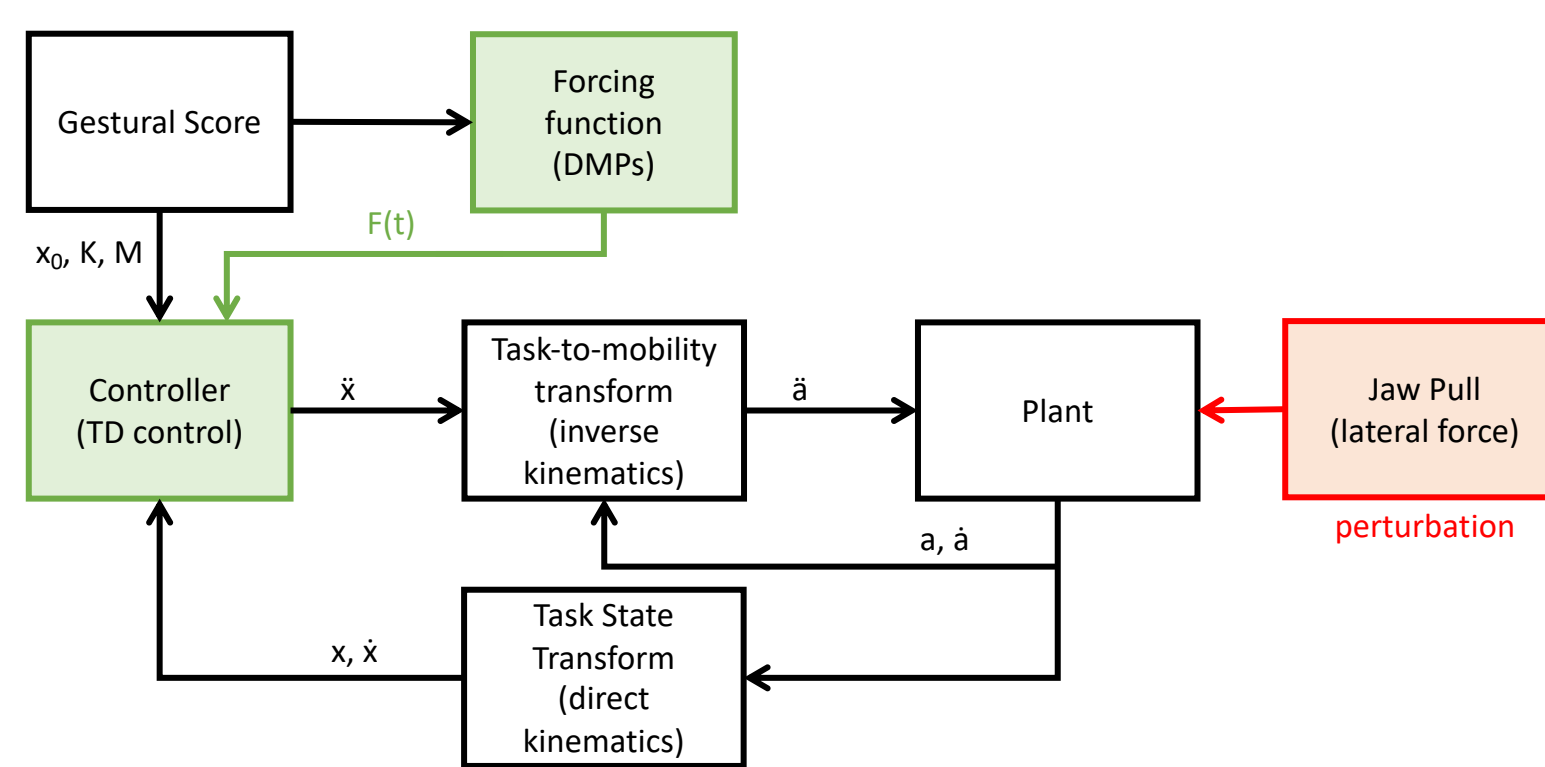 Gestural Score
Forcing
function
(DMPs)
F(t)
x₀, K, M
Controller
(TD control)
ẍ
Task-to-mobility
transform
(inverse
kinematics)
ä
Plant
Jaw Pull
(lateral force)
perturbation
a, ȧ
Task State
Transform
(direct
kinematics)
x, ẋ